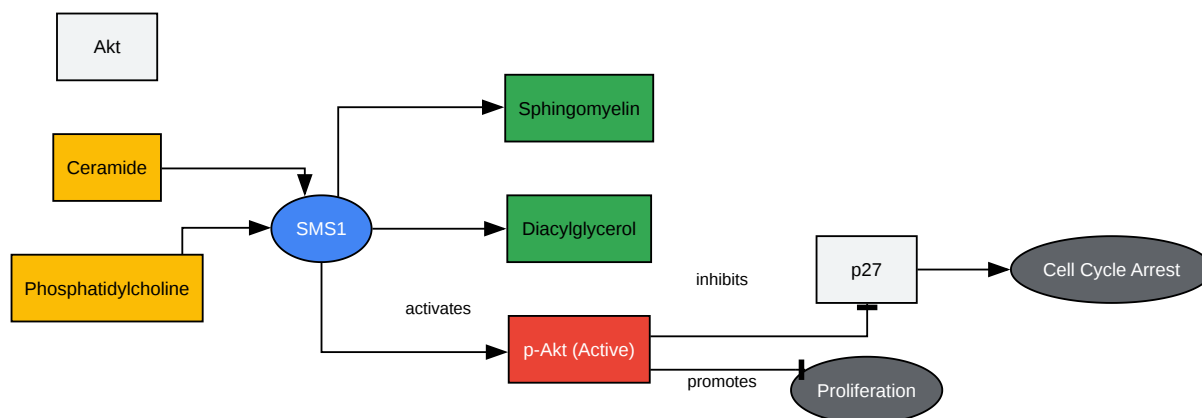 Akt
Sphingomyelin
Ceramide
SMS1
Diacylglycerol
Phosphatidylcholine
p27
Cell Cycle Arrest
inhibits
activates
p-Akt (Active)
promotes
Proliferation